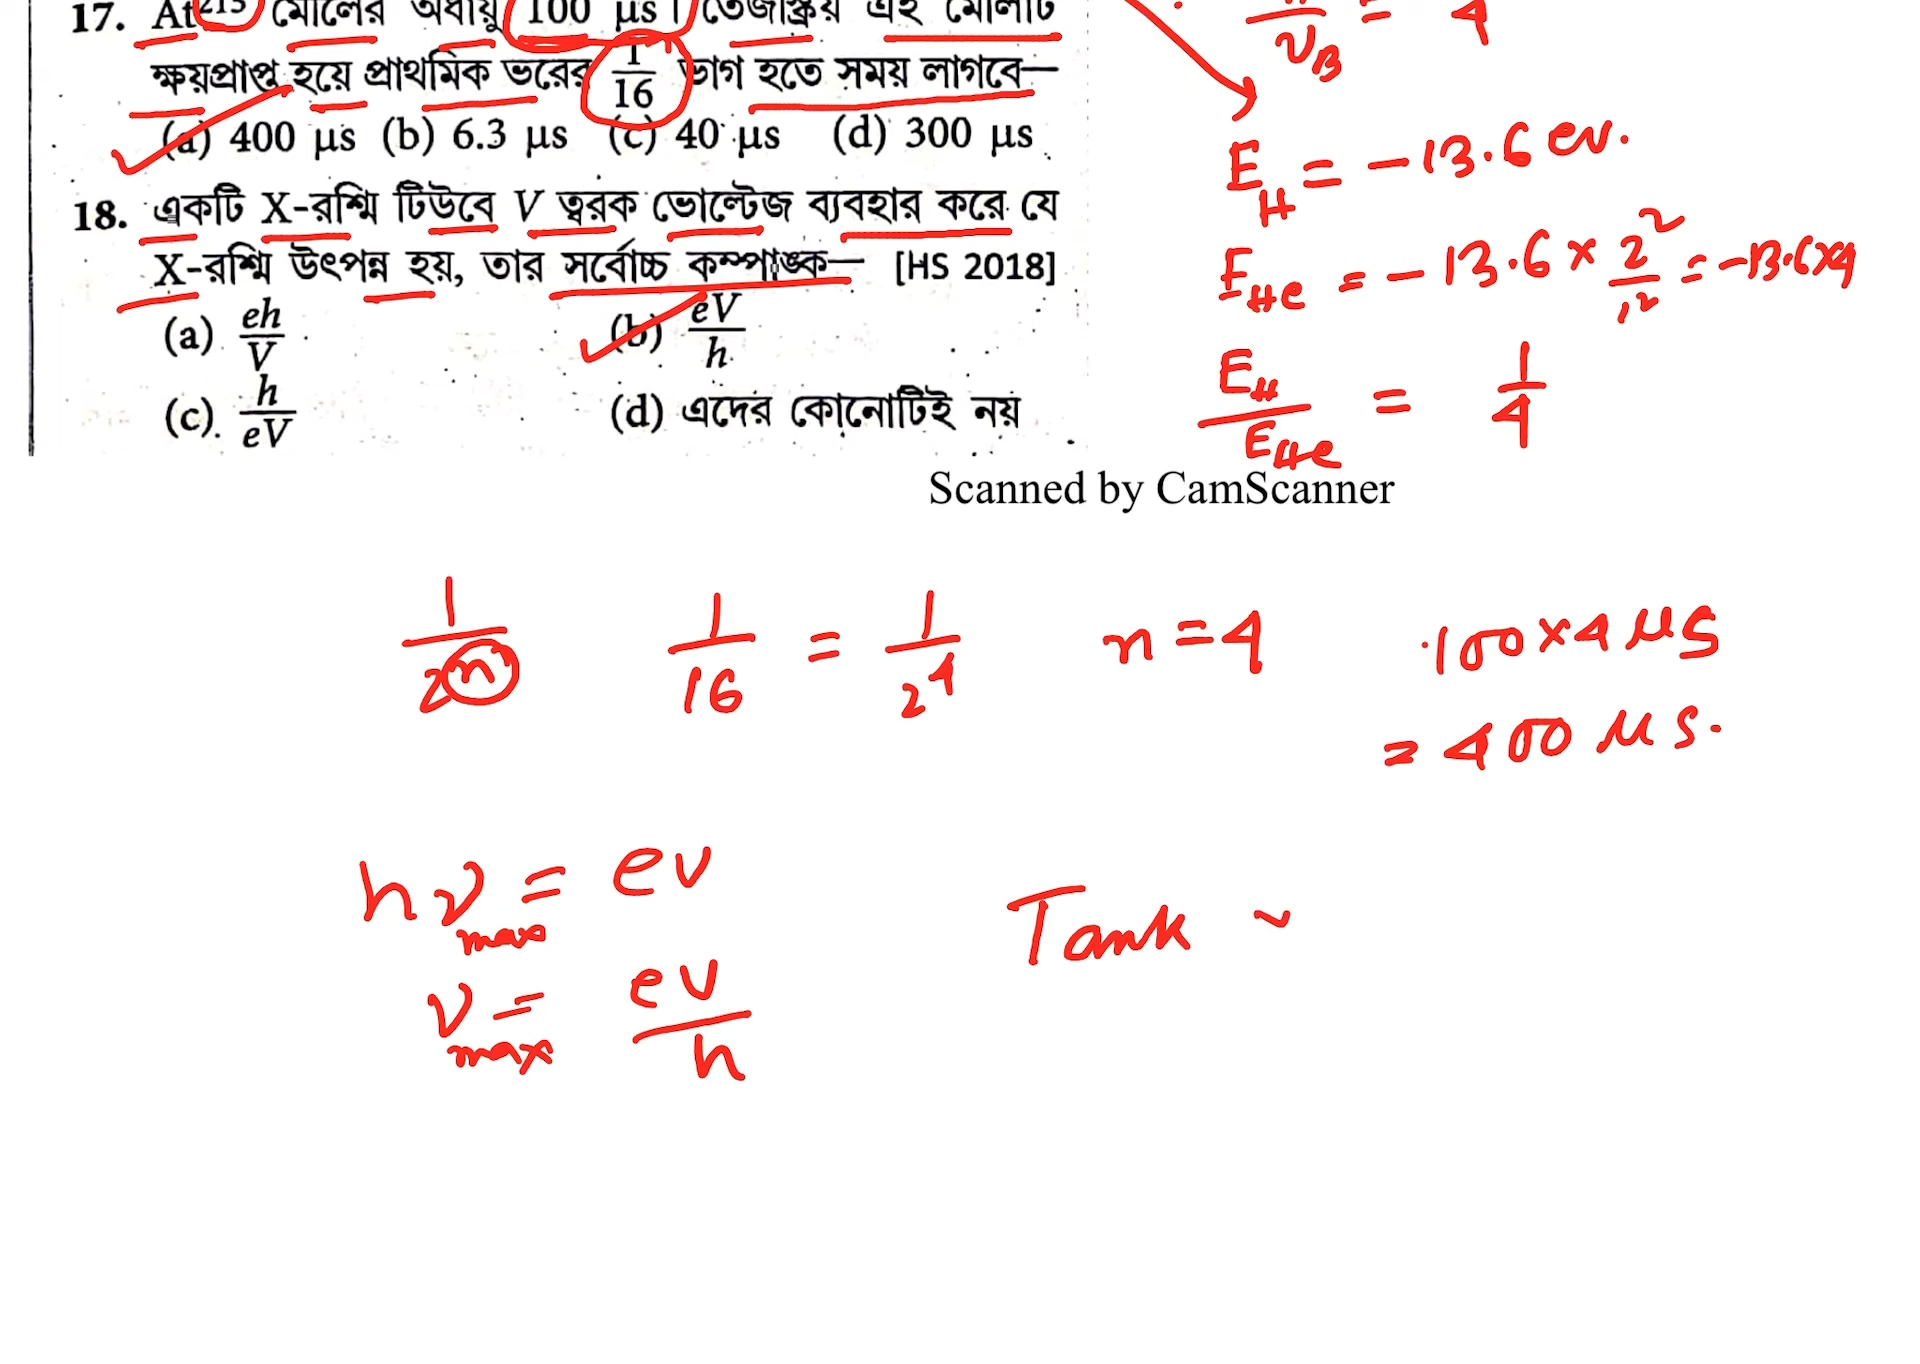 17. At²¹⁵ মৌলের অর্ধায়ু 100 μs। তেজস্ক্রিয় এই মৌলটি
ক্ষয়প্রাপ্ত হয়ে প্রাথমিক ভরের 1/16 ভাগ হতে সময় লাগবে—
(a) 400 μs (b) 6.3 μs (c) 40 μs (d) 300 μs
18. একটি X-রশ্মি টিউবে V ত্বরক ভোল্টেজ ব্যবহার করে যে
X-রশ্মি উৎপন্ন হয়, তার সর্বোচ্চ কম্পাঙ্ক— [HS 2018]
(a) eh/V (b) eV/h
(c) h/eV (d) এদের কোনোটিই নয়
ν_B = 4
E_H = -13.6 ev.
E_He = -13.6 × 2²/1² = -13.6×4
E_H/E_He = 1/4
Scanned by CamScanner
1/2ⁿ 1/16 = 1/2⁴ n=4 100×4 μs
= 400 μs.
hν_max = ev
ν_max = ev/h
Tank